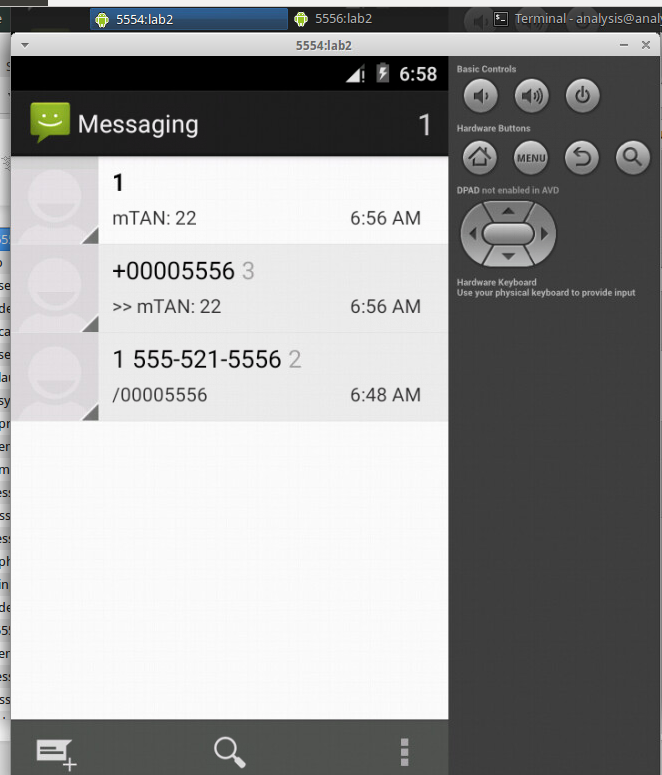 5554:lab2
5556:lab2
Terminal - analysis@anal
5554:lab2
6:58
Messaging
1
1
mTAN: 22
6:56 AM
+00005556 3
>> mTAN: 22
6:56 AM
1 555-521-5556 2
/00005556
6:48 AM
Basic Controls
Hardware Buttons
MENU
DPAD not enabled in AVD
Hardware Keyboard
Use your physical keyboard to provide input